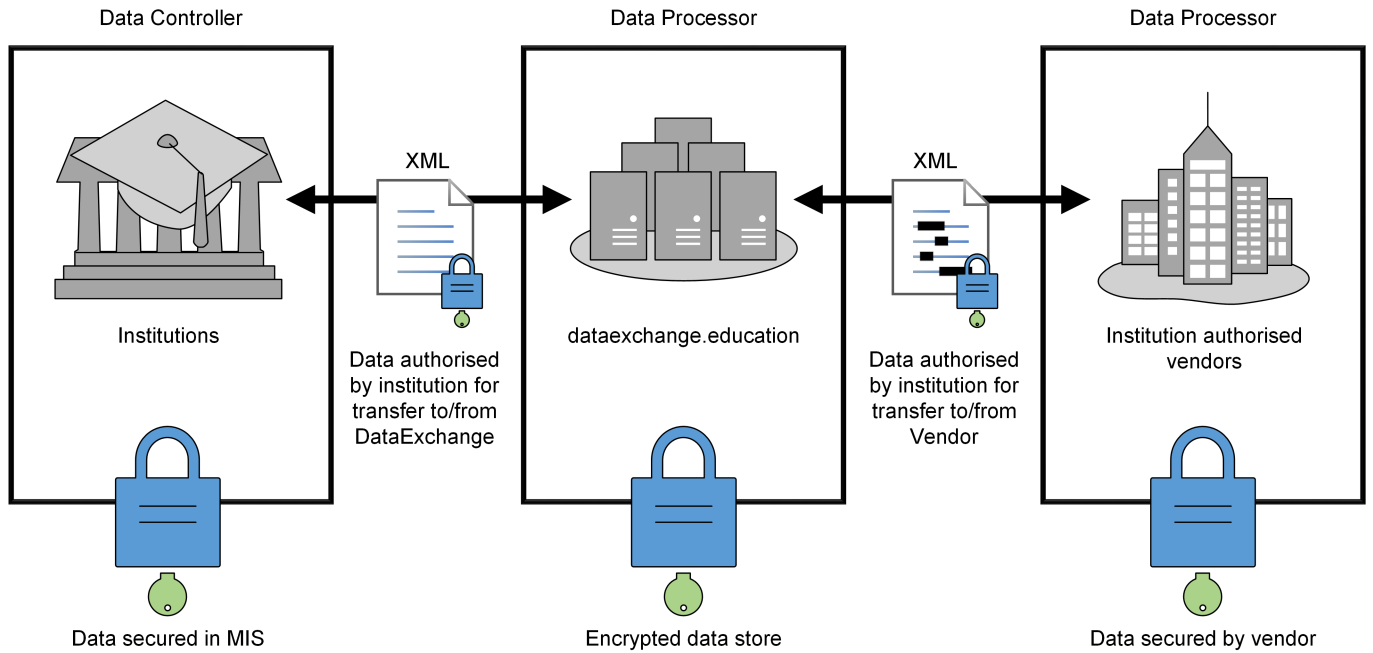 Data Controller
Data Processor
Data Processor
XML
XML
Institutions
dataexchange.education
Institution authorised
vendors
Data authorised
by institution for
transfer to/from
DataExchange
Data authorised
by institution for
transfer to/from
Vendor
Data secured in MIS
Encrypted data store
Data secured by vendor